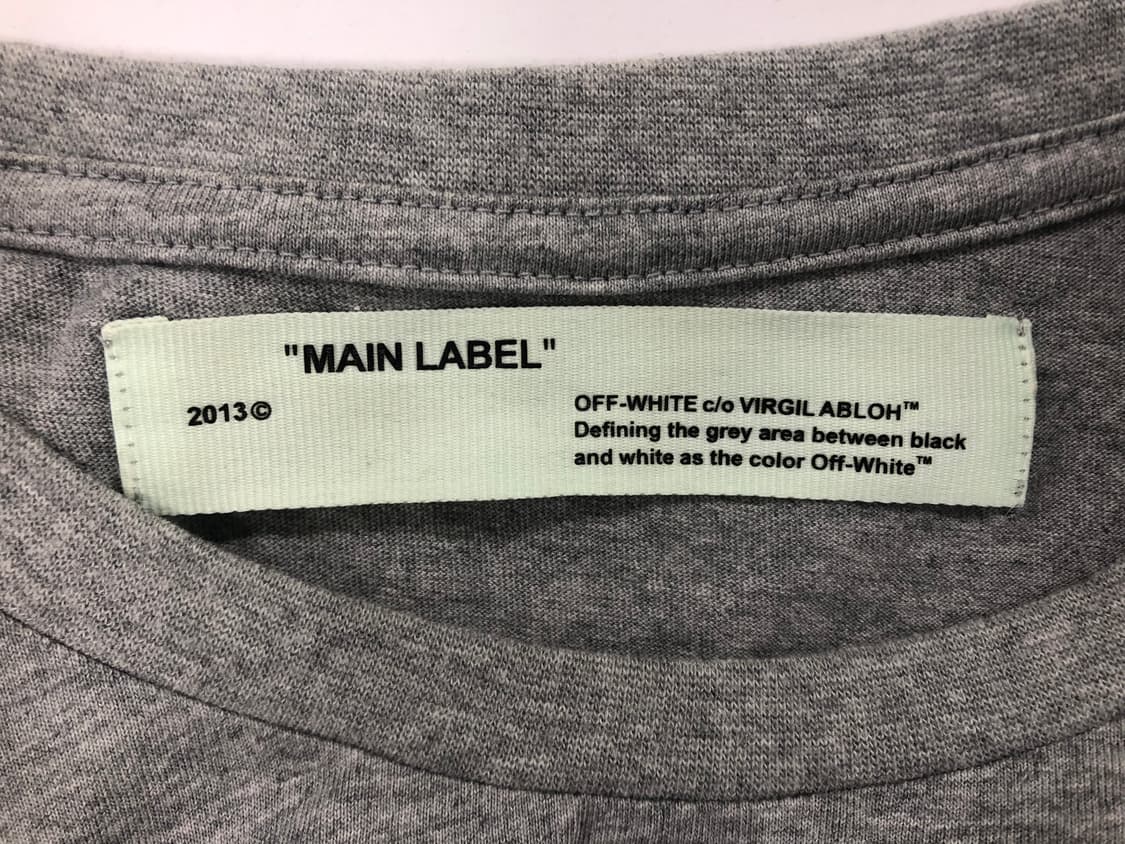 "MAIN LABEL"
2013©
OFF-WHITE c/o VIRGIL ABLOH™
Defining the grey area between black
and white as the color Off-White™